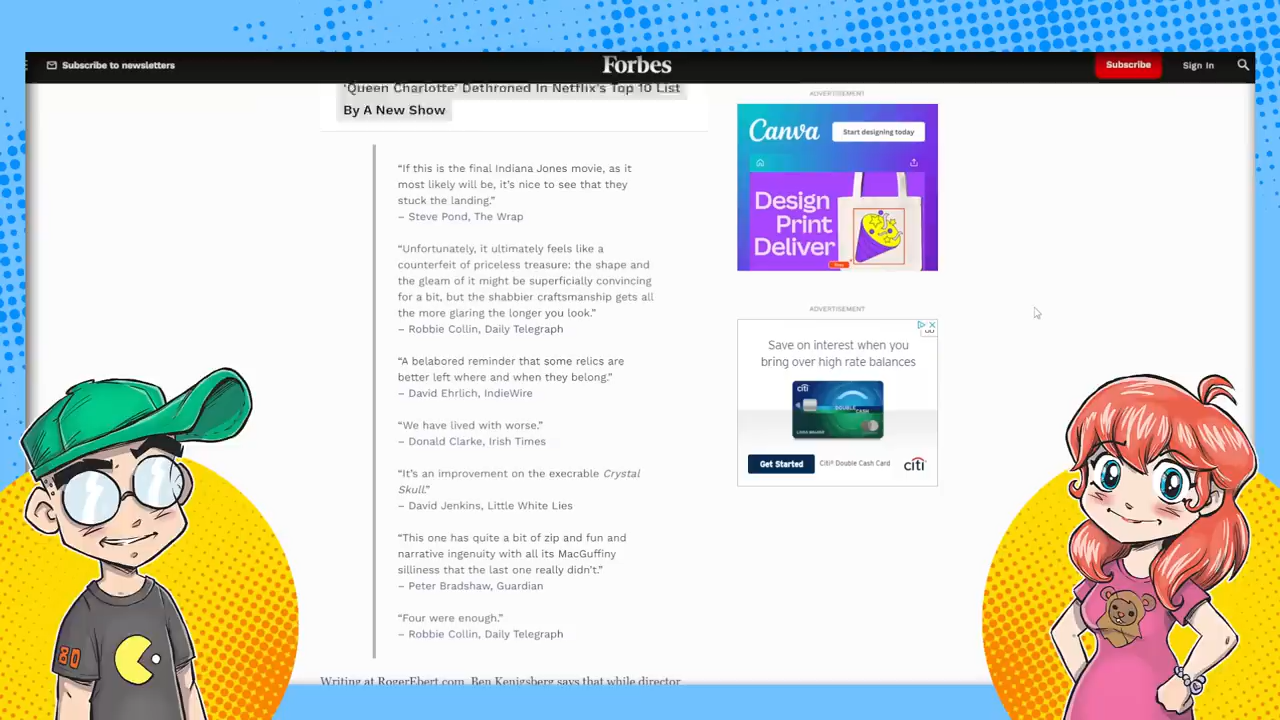 Subscribe to newsletters
Forbes
Subscribe
Sign In
'Queen Charlotte' Dethroned In Netflix's Top 10 List
By A New Show
“If this is the final Indiana Jones movie, as it
most likely will be, it’s nice to see that they
stuck the landing.”
– Steve Pond, The Wrap
“Unfortunately, it ultimately feels like a
counterfeit of priceless treasure: the shape and
the gleam of it might be superficially convincing
for a bit, but the shabbier craftsmanship gets all
the more glaring the longer you look.”
– Robbie Collin, Daily Telegraph
“A belabored reminder that some relics are
better left where and when they belong.”
– David Ehrlich, IndieWire
“We have lived with worse.”
– Donald Clarke, Irish Times
“It’s an improvement on the execrable Crystal
Skull.”
– David Jenkins, Little White Lies
“This one has quite a bit of zip and fun and
narrative ingenuity with all its MacGuffiny
silliness that the last one really didn’t.”
– Peter Bradshaw, Guardian
“Four were enough.”
– Robbie Collin, Daily Telegraph
Writing at RogerEbert.com, Ben Kenigsberg says that while director
ADVERTISEMENT
Canva
Start designing today
Design
Print
Deliver
ADVERTISEMENT
Save on interest when you
bring over high rate balances
citi
DOUBLE
CASH
Get Started
Citi® Double Cash Card
citi
80